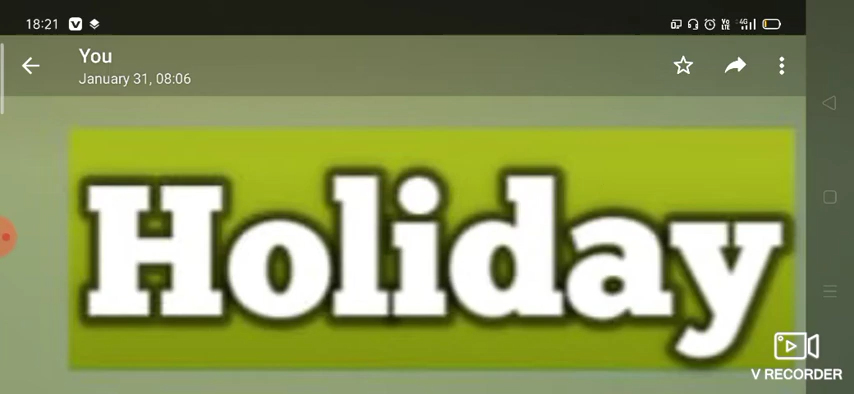 18:21
You
January 31, 08:06
Holiday
V RECORDER